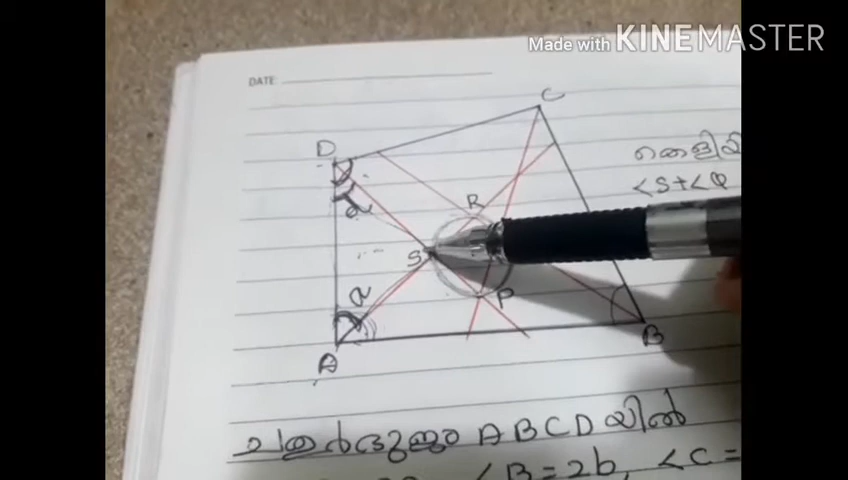 Made with KINEMASTER
DATE:
C
D
തെളിയി
R
<S+<Q
S
P
A
B
ചതുർഭുജം ABCD യിൽ
<B=2b, <C=